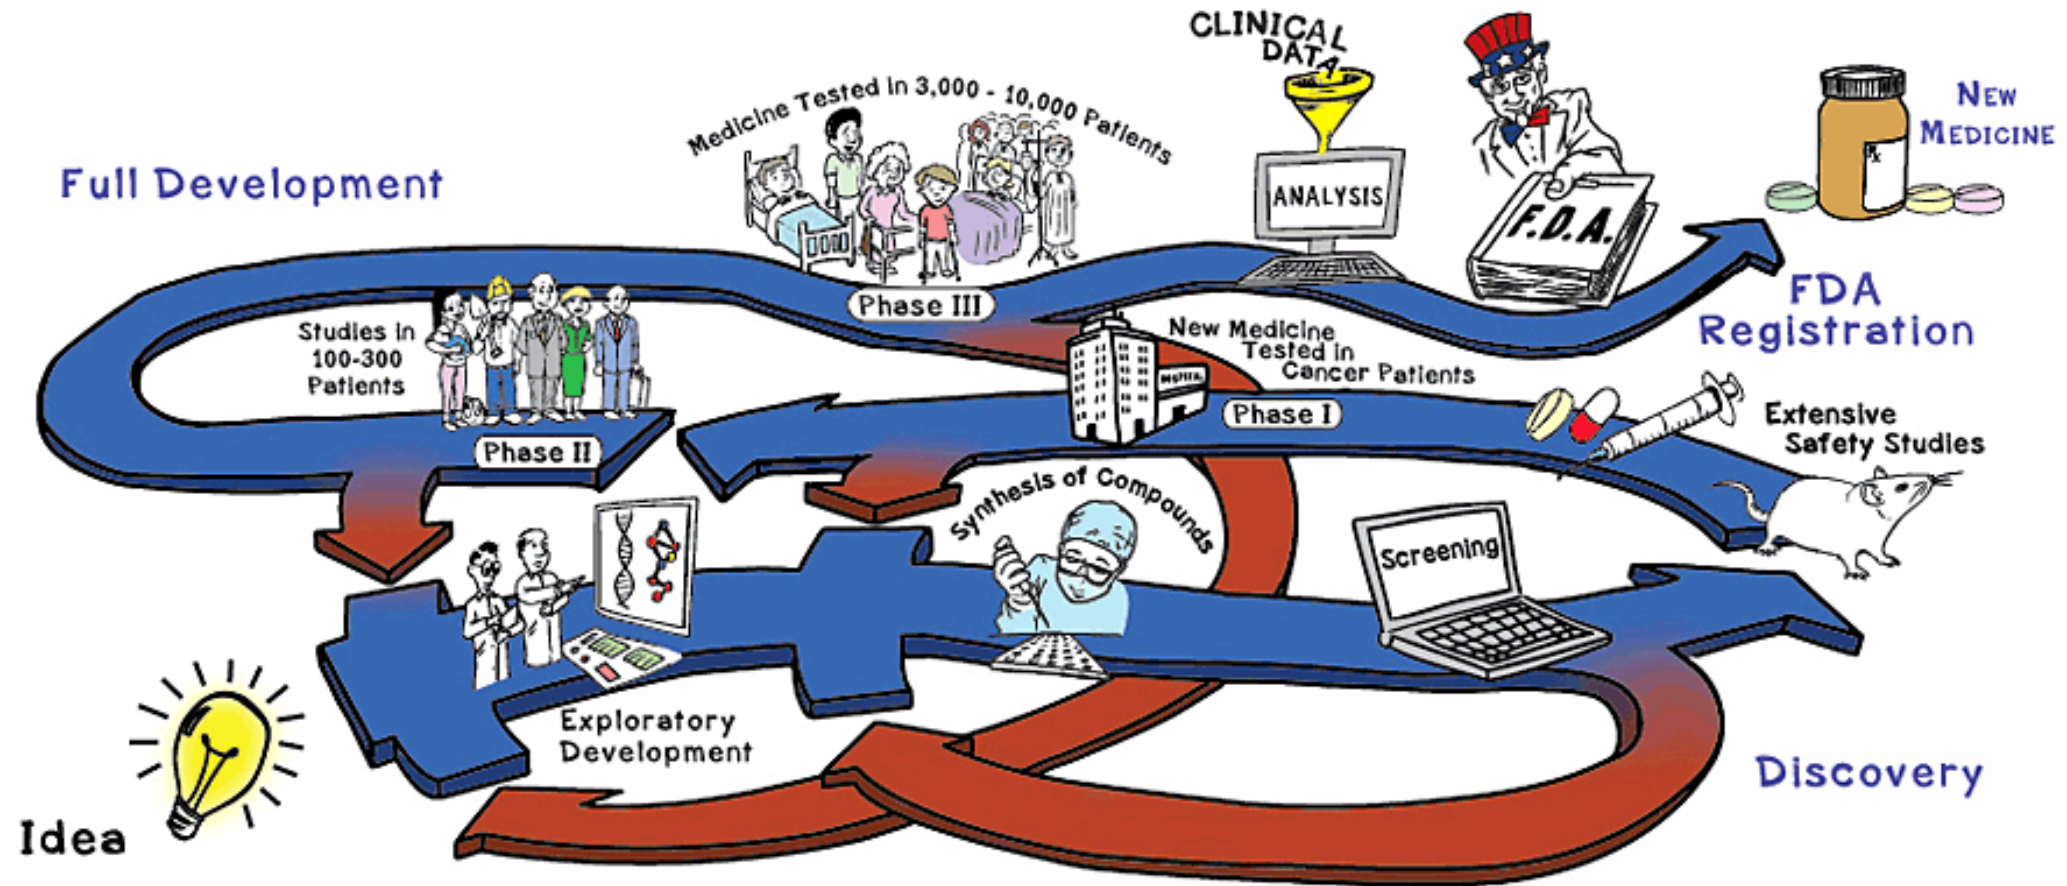 CLINICAL
DATA
NEW
MEDICINE
Medicine Tested in 3,000 - 10,000 Patients
Full Development
ANALYSIS
F.D.A.
Rx
FDA
Registration
Phase III
Studies in
100-300
Patients
New Medicine
Tested in
Cancer Patients
Phase I
Extensive
Safety Studies
Phase II
Synthesis of Compounds
Screening
Exploratory
Development
Discovery
Idea